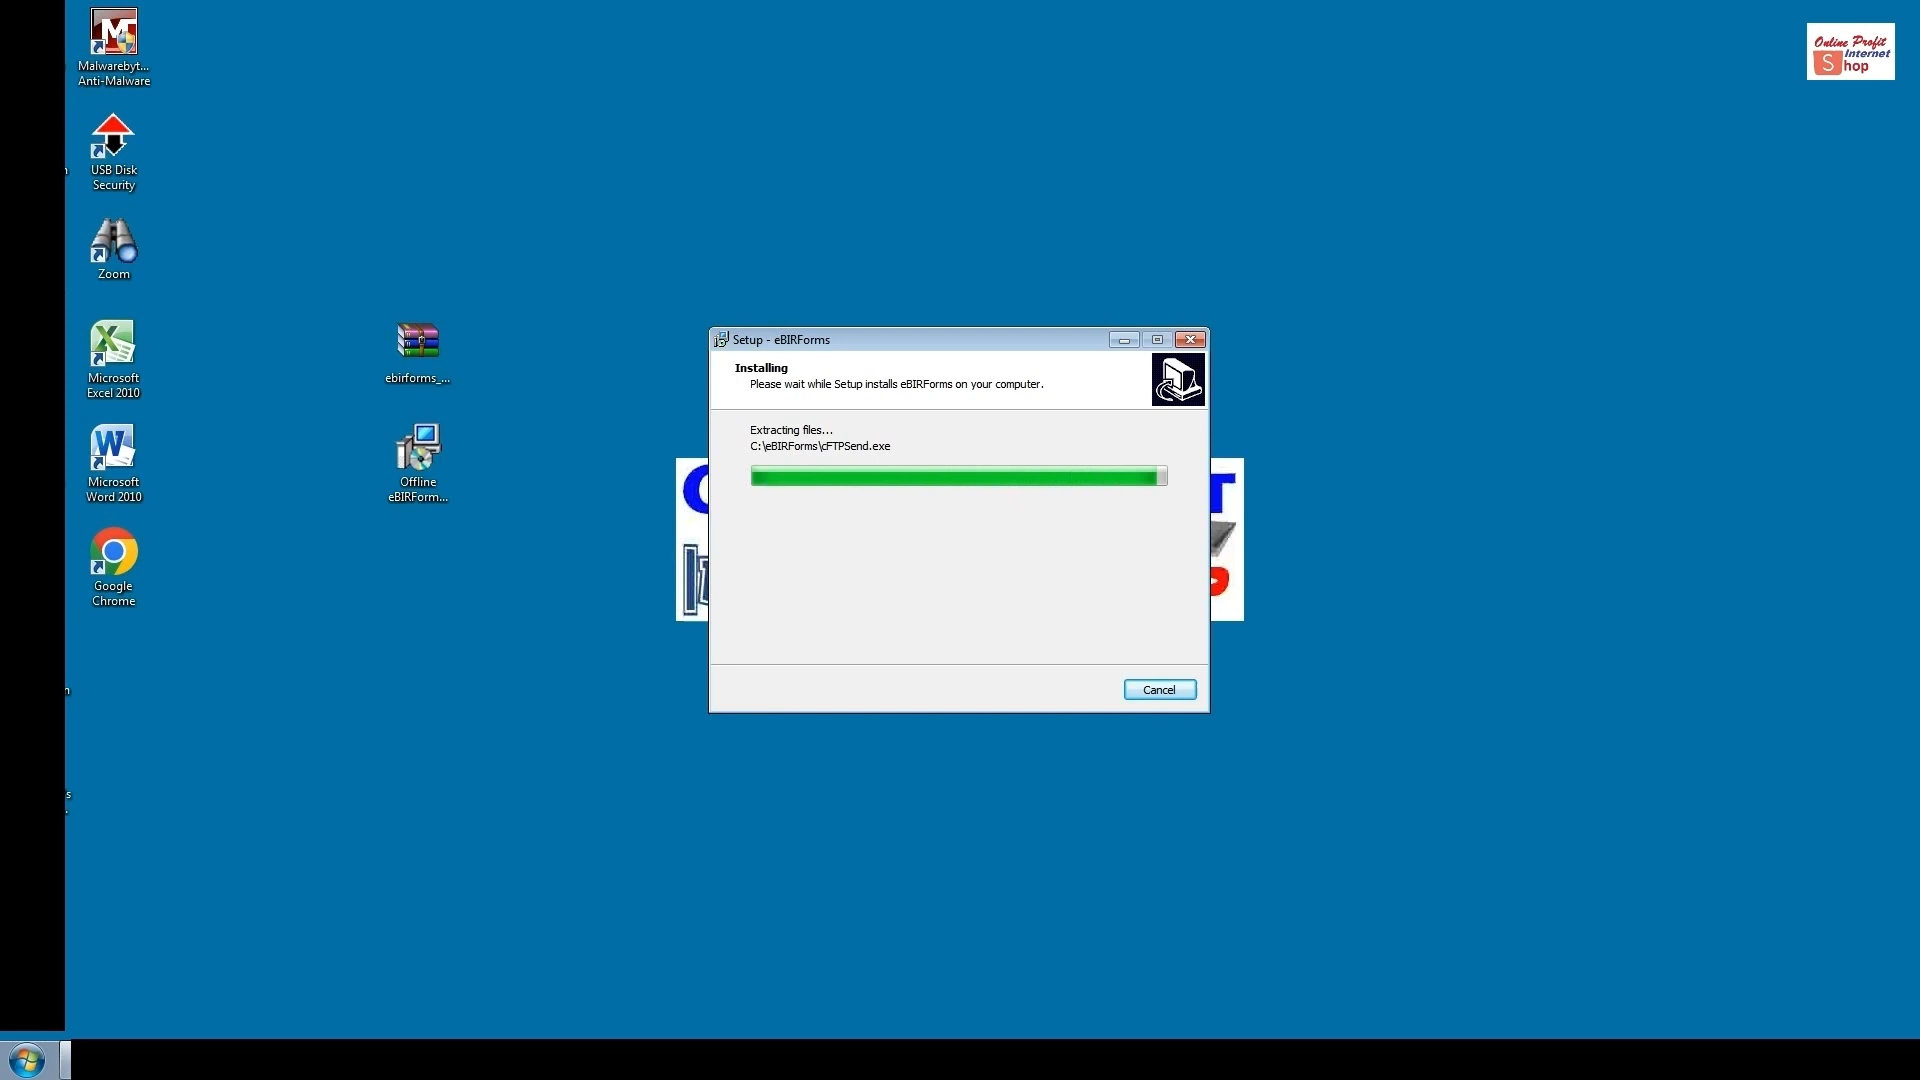 Malwarebyt...
Anti-Malware
USB Disk
Security
Zoom
Microsoft
Excel 2010
Microsoft
Word 2010
Google
Chrome
ebirforms_...
Offline
eBIRForm...
Setup - eBIRForms
Installing
Please wait while Setup installs eBIRForms on your computer.
Extracting files...
C:\eBIRForms\cFTPSend.exe
Cancel
Online Profit
Internet
Shop